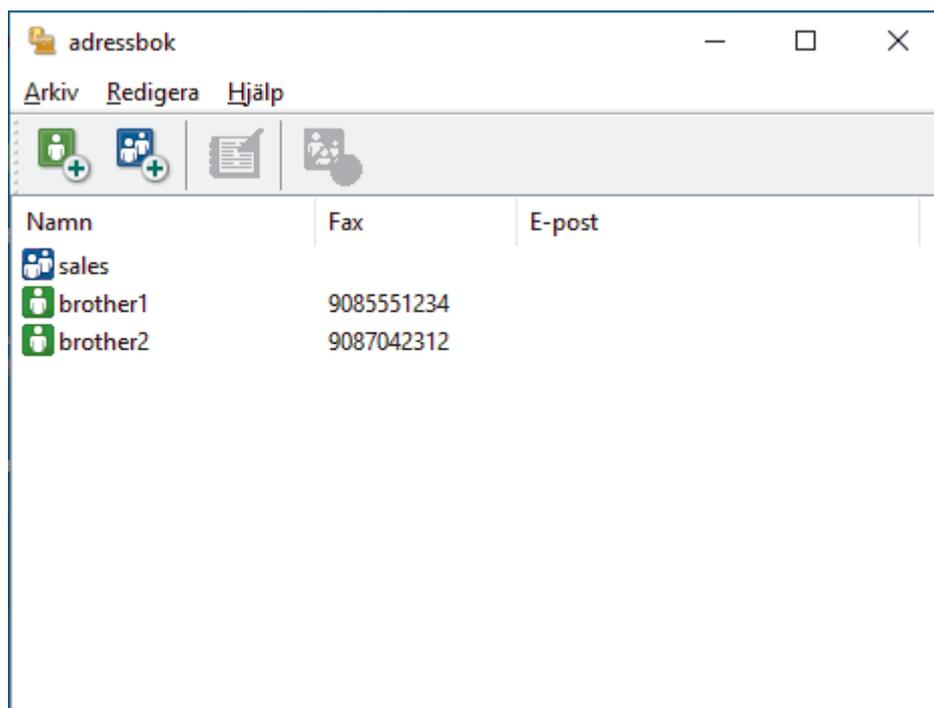 adressbok
Arkiv Redigera Hjälp
Namn Fax E-post
sales
brother1 9085551234
brother2 9087042312